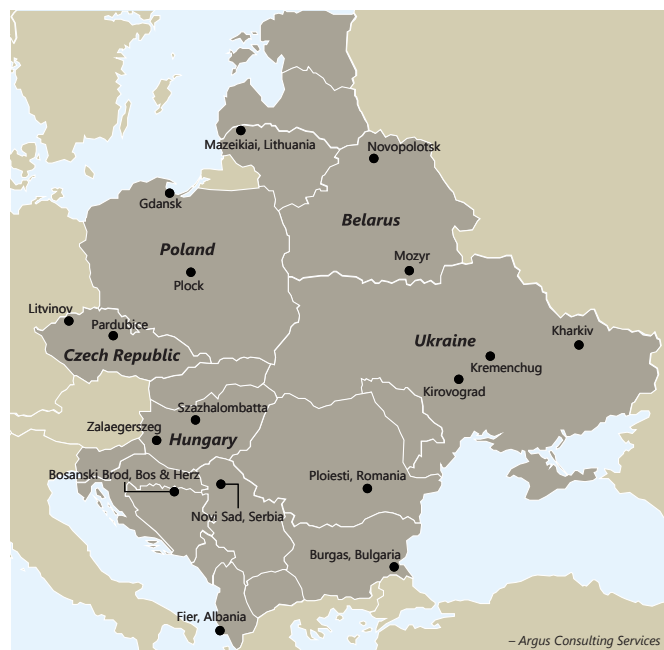 Mazeikiai, Lithuania
Novopolotsk
Gdansk
Belarus
Poland
Mozyr
Plock
Litvinov
Pardubice
Kharkiv
Ukraine
Czech Republic
Kremenchug
Kirovograd
Szazhalombatta
Zalaegerszeg
Hungary
Bosanski Brod, Bos & Herz
Ploiesti, Romania
Novi Sad, Serbia
Burgas, Bulgaria
Fier, Albania
– Argus Consulting Services